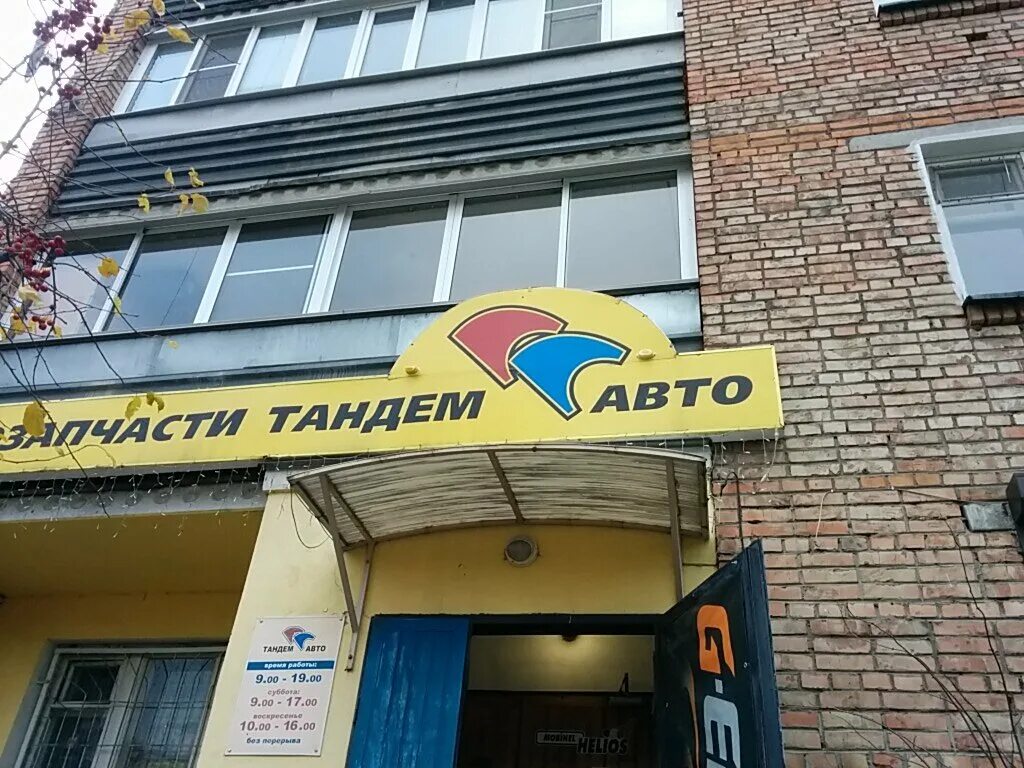 ЗАПЧАСТИ ТАНДЕМ АВТО
ТАНДЕМ АВТО
время работы:
9.00 - 19.00
суббота:
9.00 - 17.00
воскресенье
10.00 - 16.00
без перерыва
MOBINEL
HELIOS